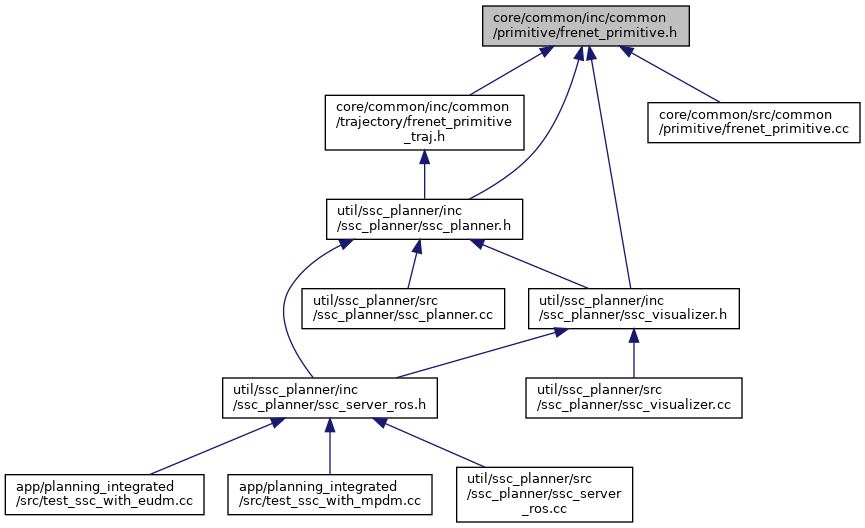 core/common/inc/common
/primitive/frenet_primitive.h
core/common/inc/common
/trajectory/frenet_primitive
_traj.h
core/common/src/common
/primitive/frenet_primitive.cc
util/ssc_planner/inc
/ssc_planner/ssc_planner.h
util/ssc_planner/src
/ssc_planner/ssc_planner.cc
util/ssc_planner/inc
/ssc_planner/ssc_visualizer.h
util/ssc_planner/inc
/ssc_planner/ssc_server_ros.h
util/ssc_planner/src
/ssc_planner/ssc_visualizer.cc
app/planning_integrated
/src/test_ssc_with_eudm.cc
app/planning_integrated
/src/test_ssc_with_mpdm.cc
util/ssc_planner/src
/ssc_planner/ssc_server
_ros.cc